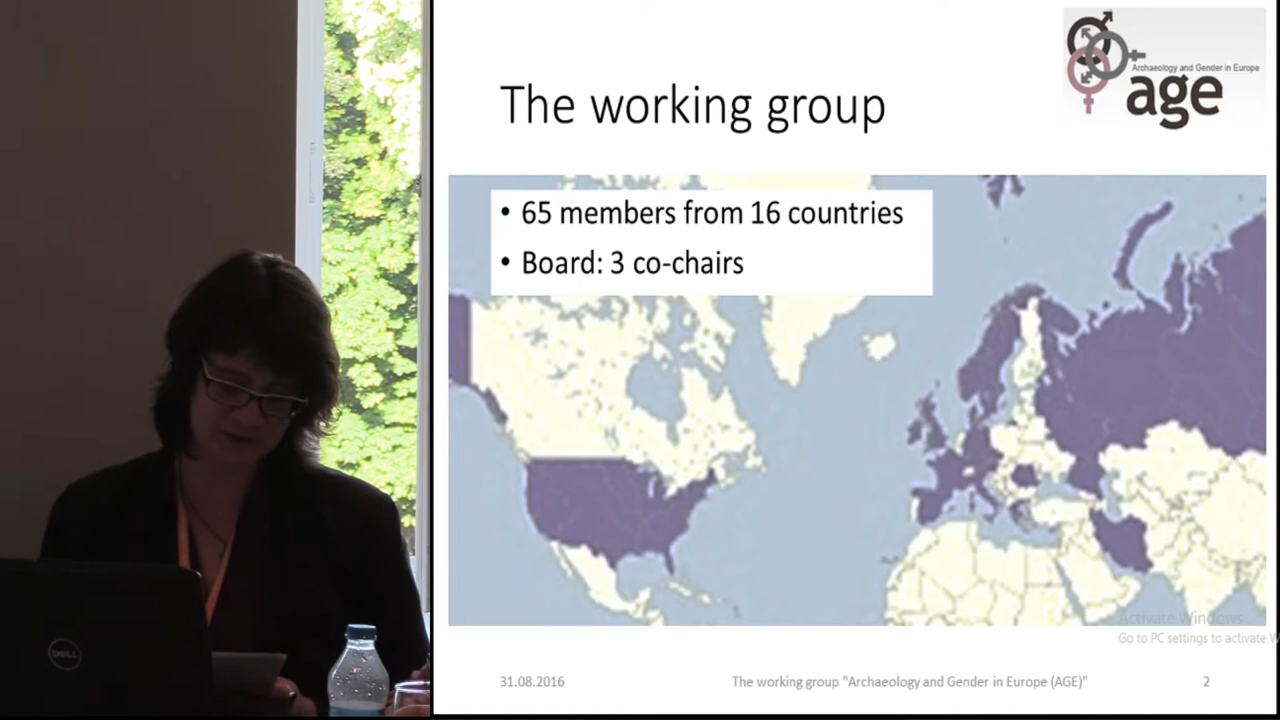 The working group
Archaeology and Gender in Europe
age
• 65 members from 16 countries
• Board: 3 co-chairs
Activate Windows
Go to PC settings to activate W
31.08.2016
The working group "Archaeology and Gender in Europe (AGE)"
2
DELL